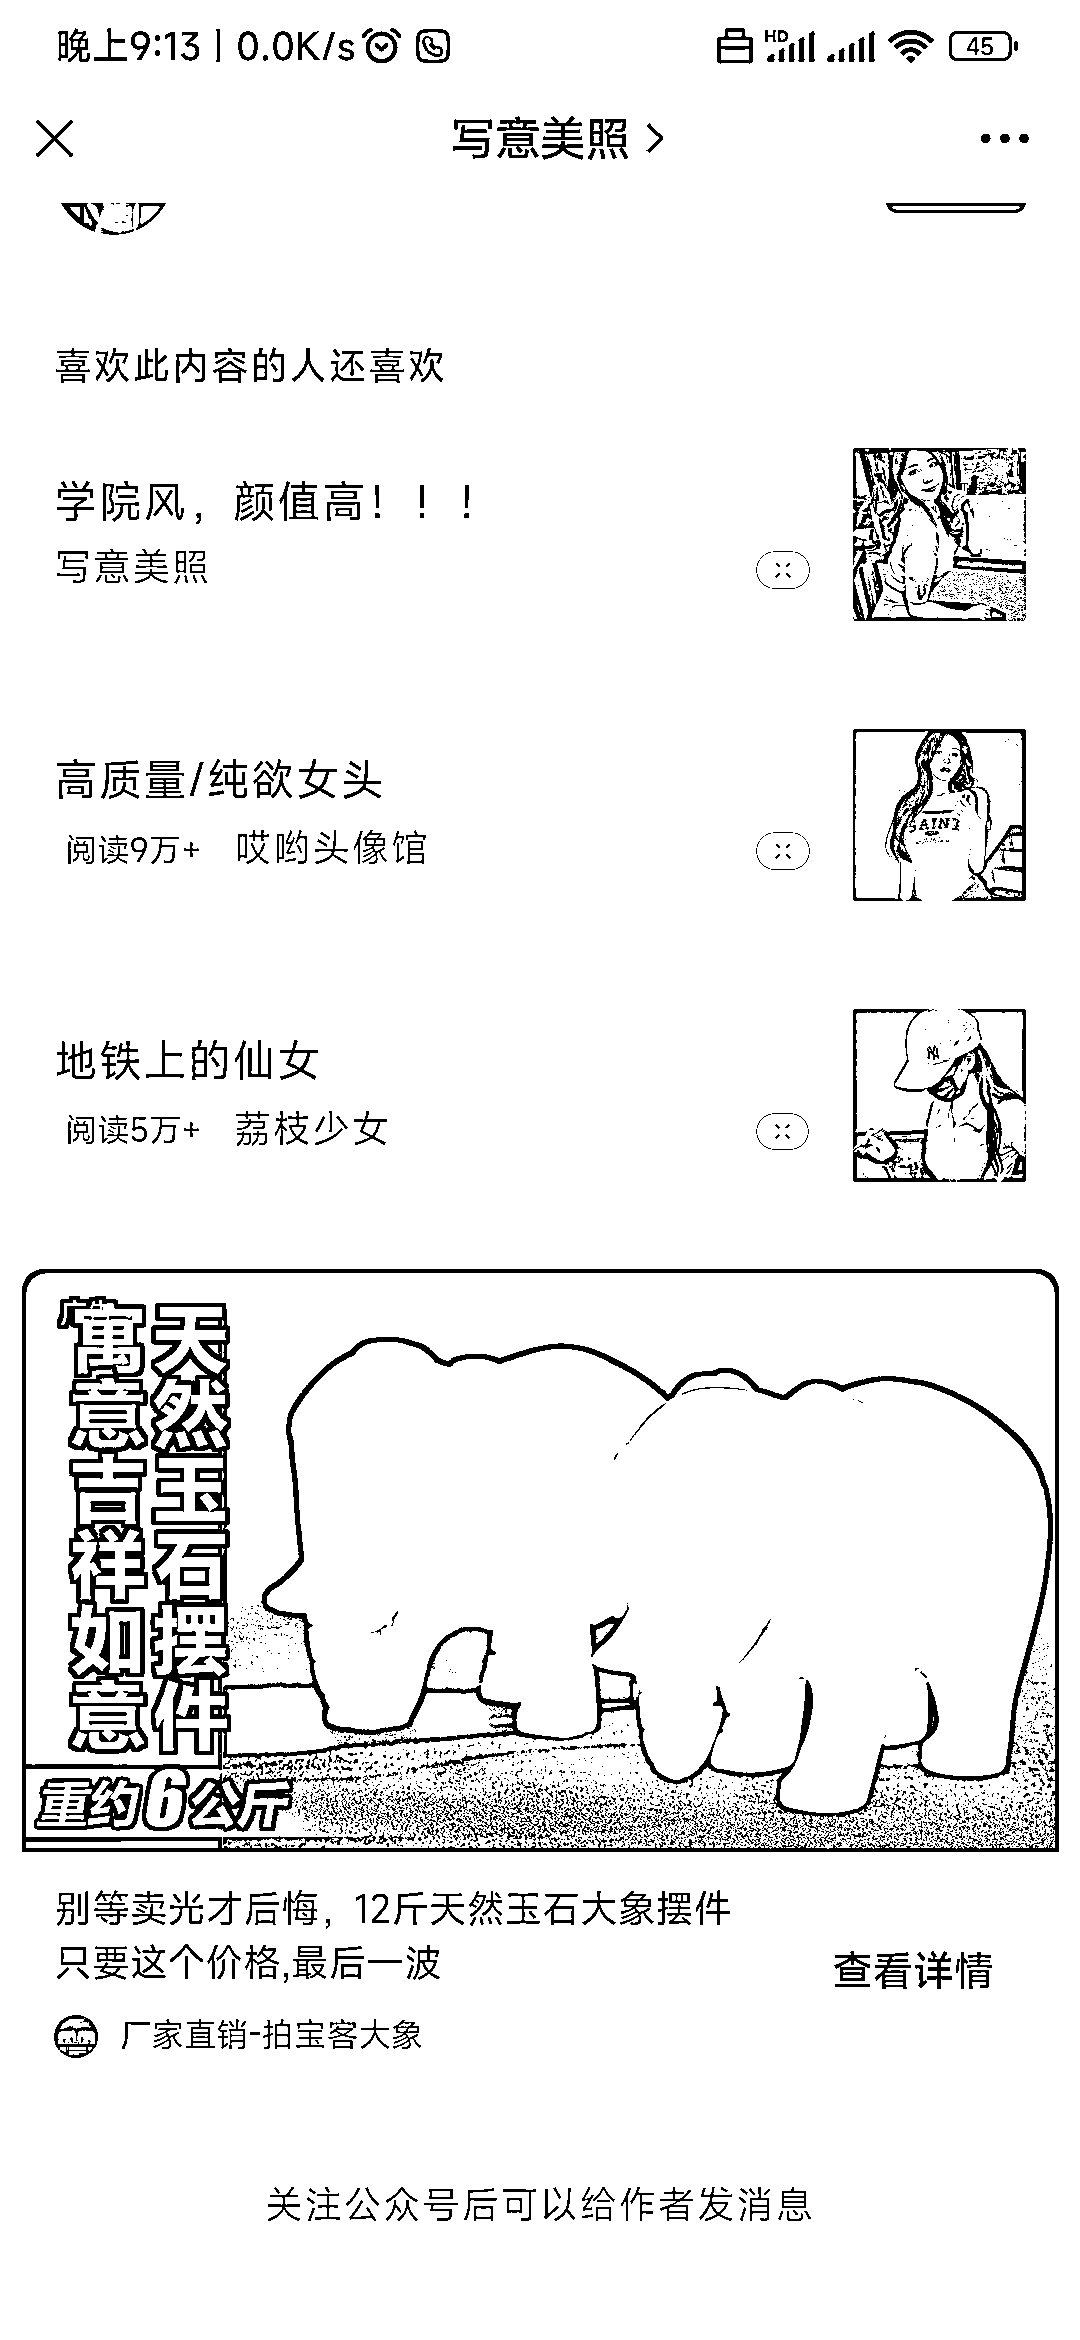 晚上9:13 | 0.0K/s
HD
45
写意美照
喜欢此内容的人还喜欢
学院风，颜值高！！！
写意美照
高质量/纯欲女头
阅读9万+ 哎哟头像馆
SAINT
地铁上的仙女
阅读5万+ 荔枝少女
NY
天然玉石摆件
寓意吉祥如意
重约6公斤
别等卖光才后悔，12斤天然玉石大象摆件
只要这个价格,最后一波
查看详情
厂家直销-拍宝客大象
关注公众号后可以给作者发消息